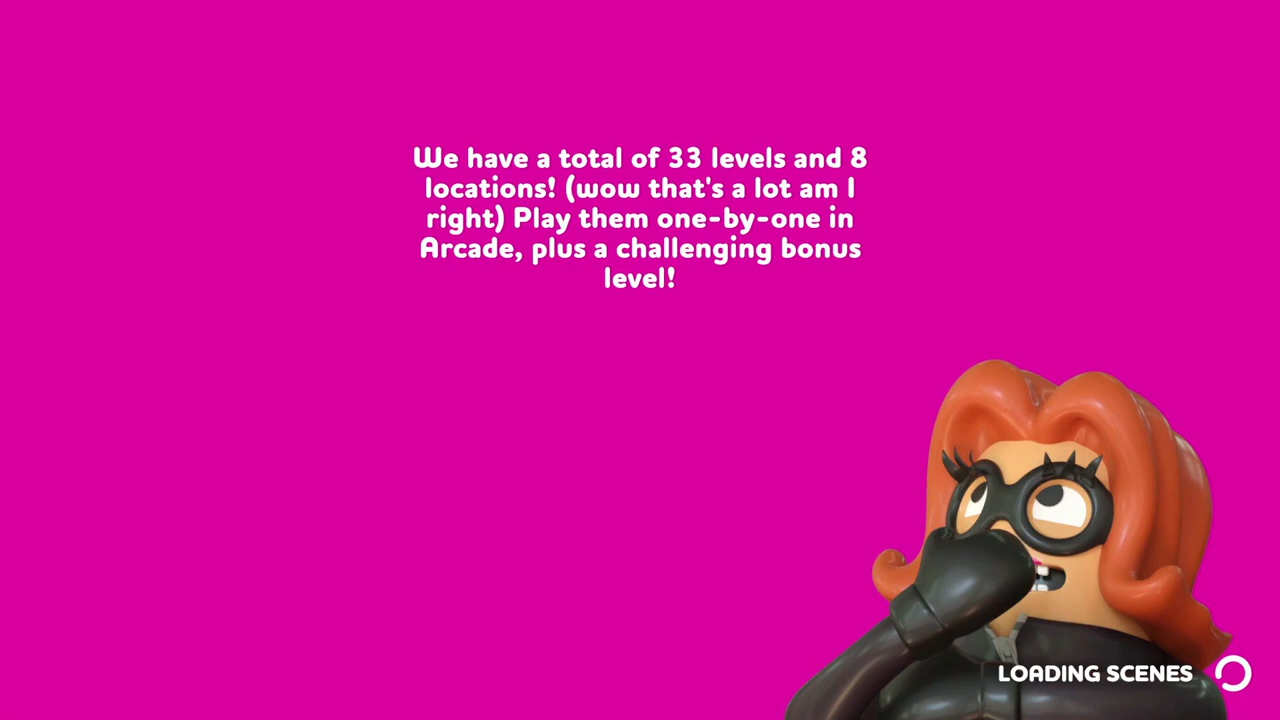 We have a total of 33 levels and 8
locations! (wow that's a lot am I
right) Play them one-by-one in
Arcade, plus a challenging bonus
level!
LOADING SCENES